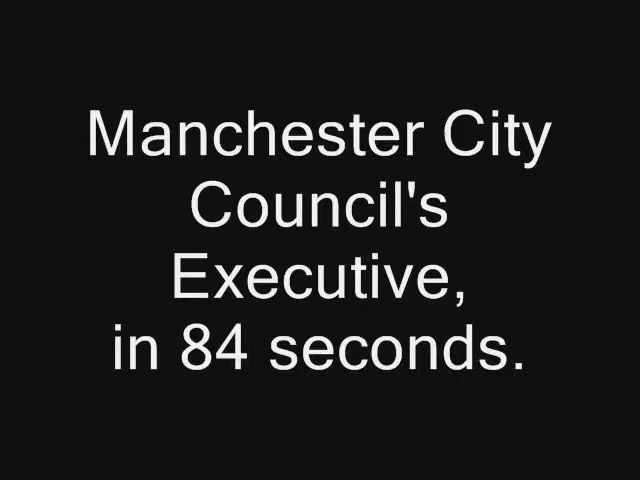 Manchester City
Council's
Executive,
in 84 seconds.